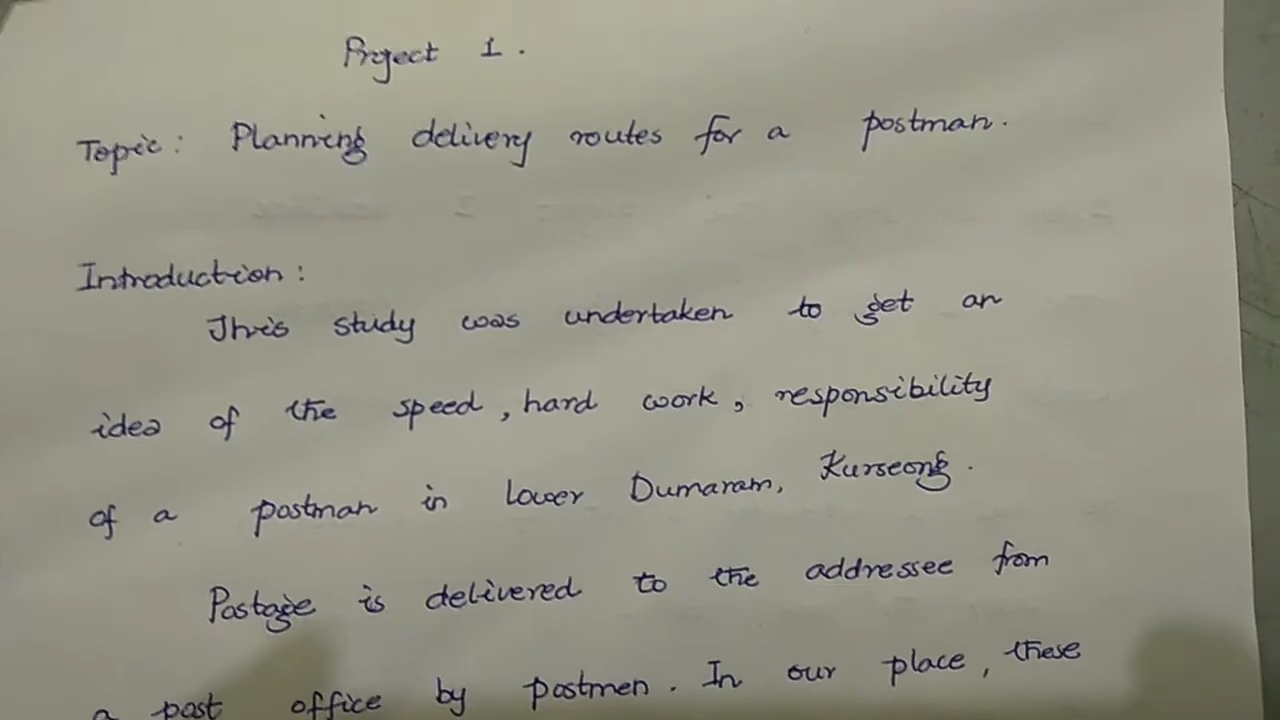 Project 1.
Topic: Planning delivery routes for a postman.
Introduction:
This study was undertaken to get an
idea of the speed, hard work, responsibility
of a postman in Lower Dumaram, Kurseong.
Postage is delivered to the addressee from
a post office by postmen. In our place, these